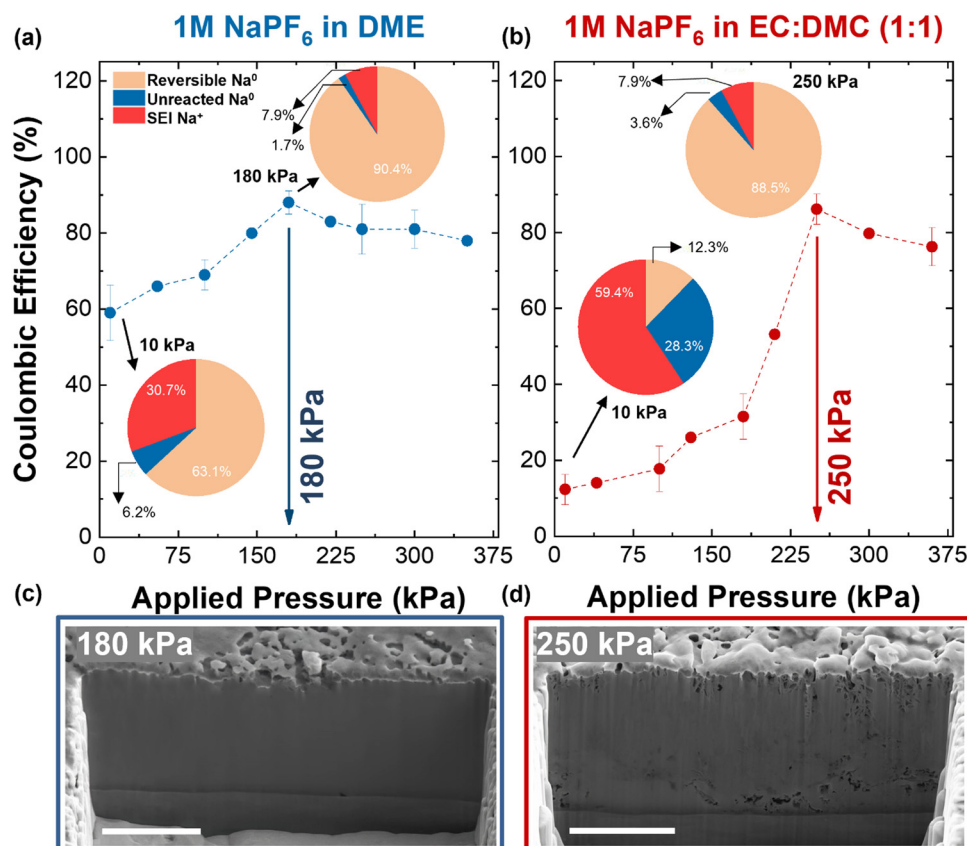 (a)
1M NaPF6 in DME
Coulombic Efficiency (%)
120
100
80
60
40
20
0
Reversible Na0
Unreacted Na0
SEI Na+
7.9%
1.7%
90.4%
180 kPa
10 kPa
30.7%
63.1%
6.2%
180 kPa
0 75 150 225 300 375
Applied Pressure (kPa)
(b)
1M NaPF6 in EC:DMC (1:1)
120
100
80
60
40
20
0
7.9%
3.6%
88.5%
250 kPa
12.3%
59.4%
28.3%
10 kPa
250 kPa
0 75 150 225 300 375
Applied Pressure (kPa)
(c)
180 kPa
(d)
250 kPa